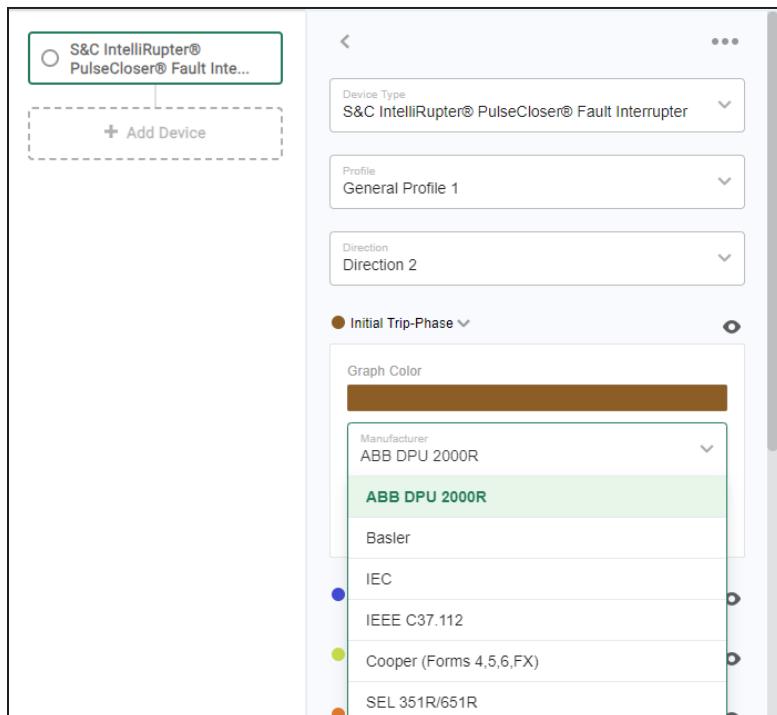 S&C IntelliRupter®
PulseCloser® Fault Inte...
+ Add Device
Device Type
S&C IntelliRupter® PulseCloser® Fault Interrupter
Profile
General Profile 1
Direction
Direction 2
Initial Trip-Phase
Graph Color
Manufacturer
ABB DPU 2000R
ABB DPU 2000R
Basler
IEC
IEEE C37.112
Cooper (Forms 4,5,6,FX)
SEL 351R/651R